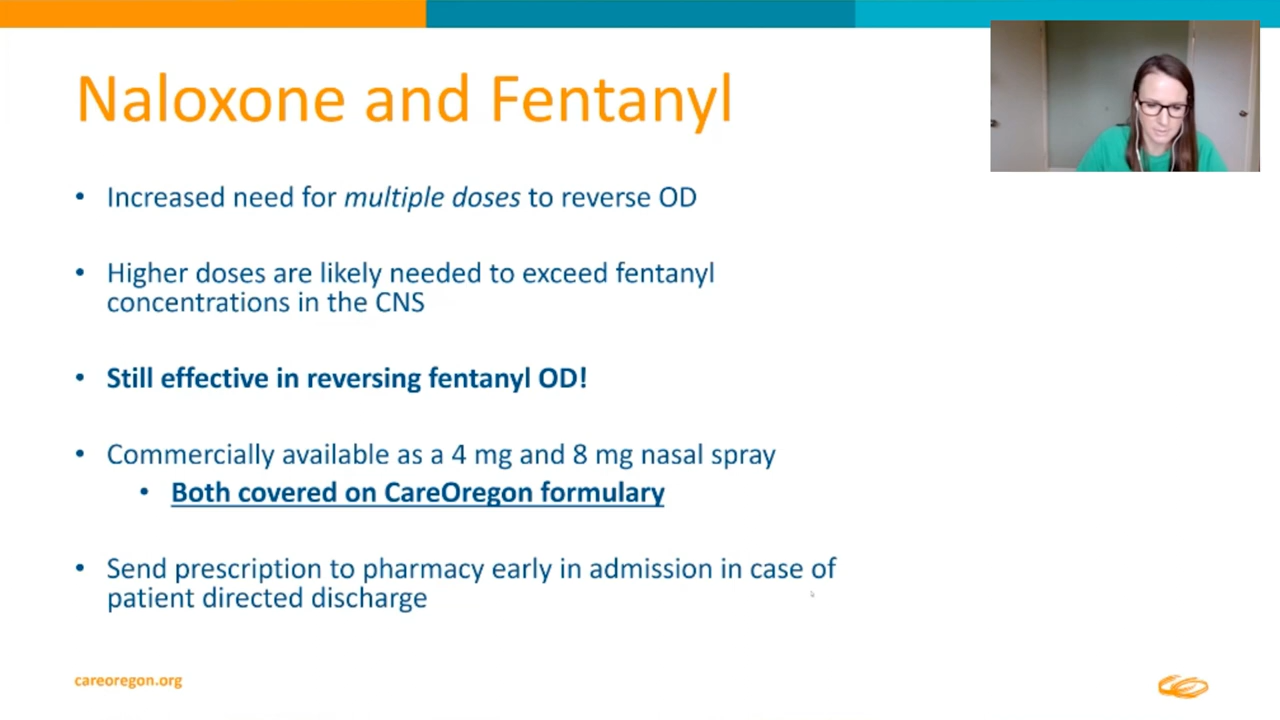 Naloxone and Fentanyl
• Increased need for multiple doses to reverse OD
• Higher doses are likely needed to exceed fentanyl
concentrations in the CNS
• Still effective in reversing fentanyl OD!
• Commercially available as a 4 mg and 8 mg nasal spray
• Both covered on CareOregon formulary
• Send prescription to pharmacy early in admission in case of
patient directed discharge
careoregon.org